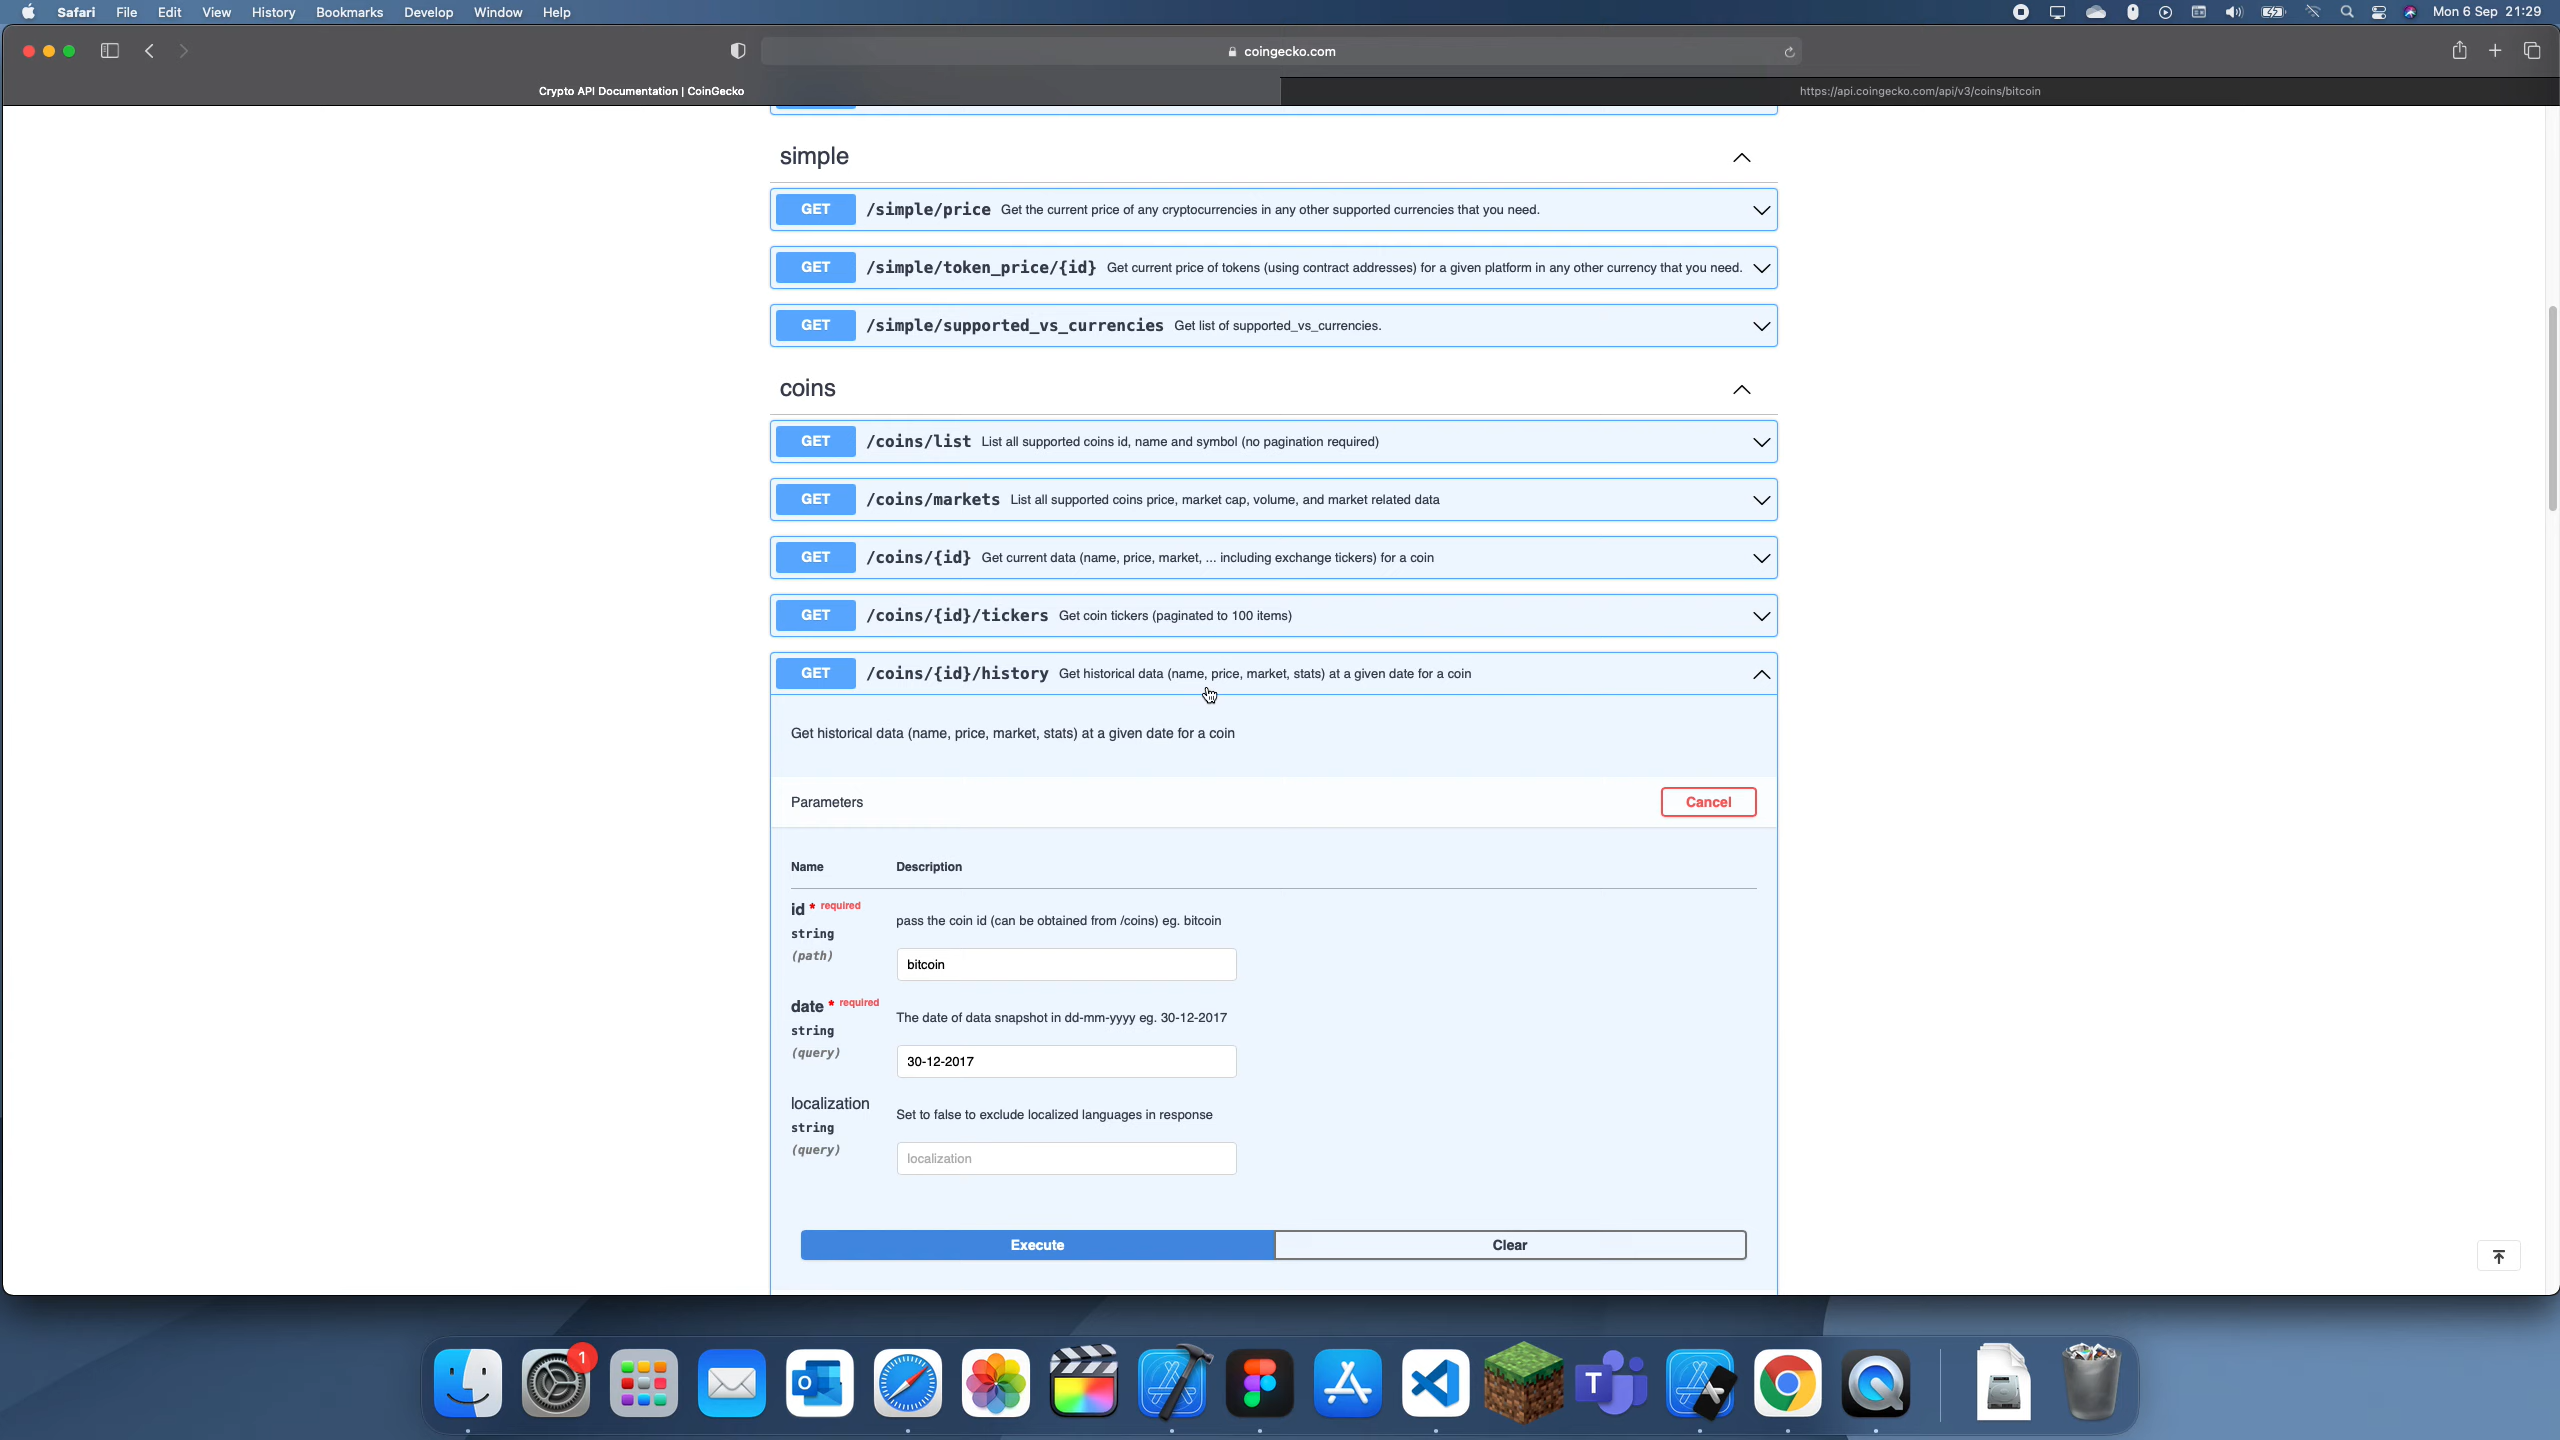 Safari File Edit View History Bookmarks Develop Window Help Mon 6 Sep 21:29
coingecko.com
Crypto API Documentation | CoinGecko https://api.coingecko.com/api/v3/coins/bitcoin
simple
GET /simple/price Get the current price of any cryptocurrencies in any other supported currencies that you need.
GET /simple/token_price/{id} Get current price of tokens (using contract addresses) for a given platform in any other currency that you need.
GET /simple/supported_vs_currencies Get list of supported_vs_currencies.
coins
GET /coins/list List all supported coins id, name and symbol (no pagination required)
GET /coins/markets List all supported coins price, market cap, volume, and market related data
GET /coins/{id} Get current data (name, price, market, ... including exchange tickers) for a coin
GET /coins/{id}/tickers Get coin tickers (paginated to 100 items)
GET /coins/{id}/history Get historical data (name, price, market, stats) at a given date for a coin
Get historical data (name, price, market, stats) at a given date for a coin
Parameters Cancel
Name Description
id * required
pass the coin id (can be obtained from /coins) eg. bitcoin
string
(path)
bitcoin
date * required
The date of data snapshot in dd-mm-yyyy eg. 30-12-2017
string
(query)
30-12-2017
localization
Set to false to exclude localized languages in response
string
(query)
localization
Execute Clear
1
O
T